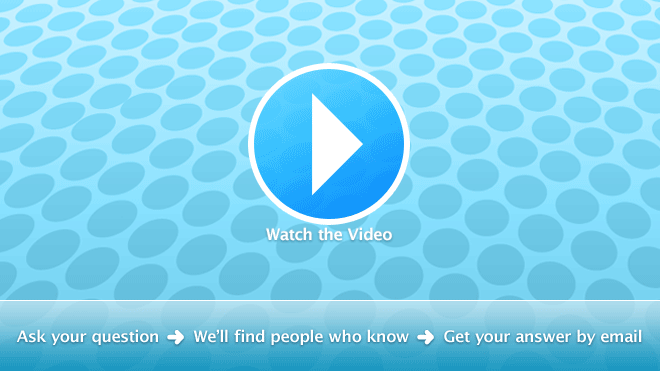 Watch the Video
Ask your question → We'll find people who know → Get your answer by email